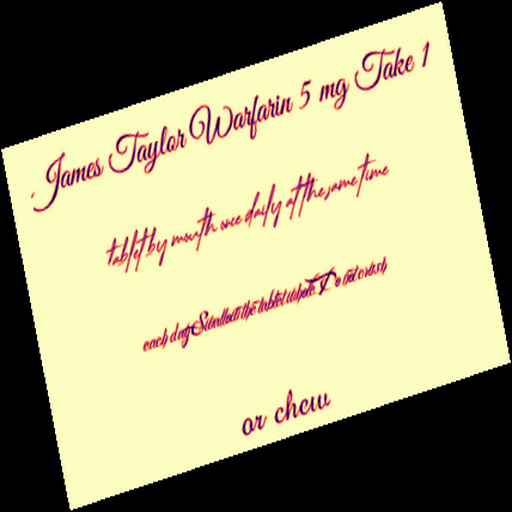 James Taylor Warfarin 5 mg Take 1
tablet by mouth once daily at the same time
each day Swallow the tablet whole Do not crush
or chew